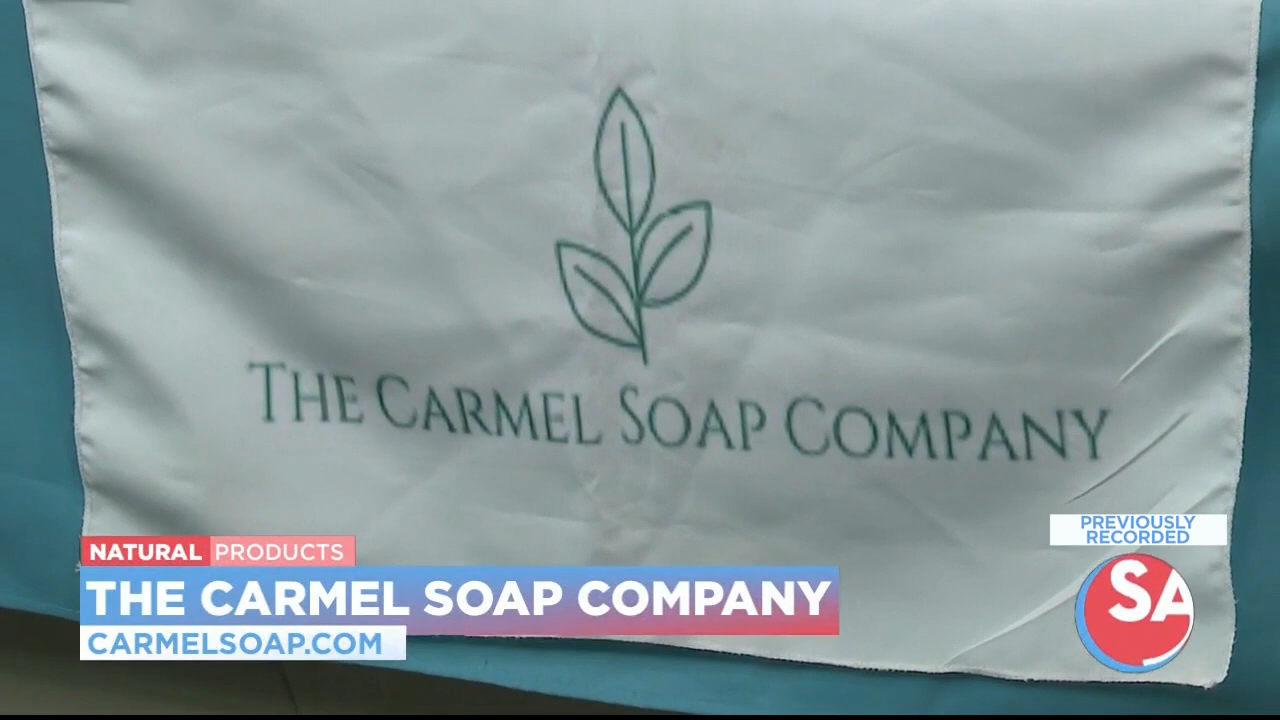 THE CARMEL SOAP COMPANY
PREVIOUSLY
RECORDED
NATURAL PRODUCTS
SA
THE CARMEL SOAP COMPANY
CARMELSOAP.COM